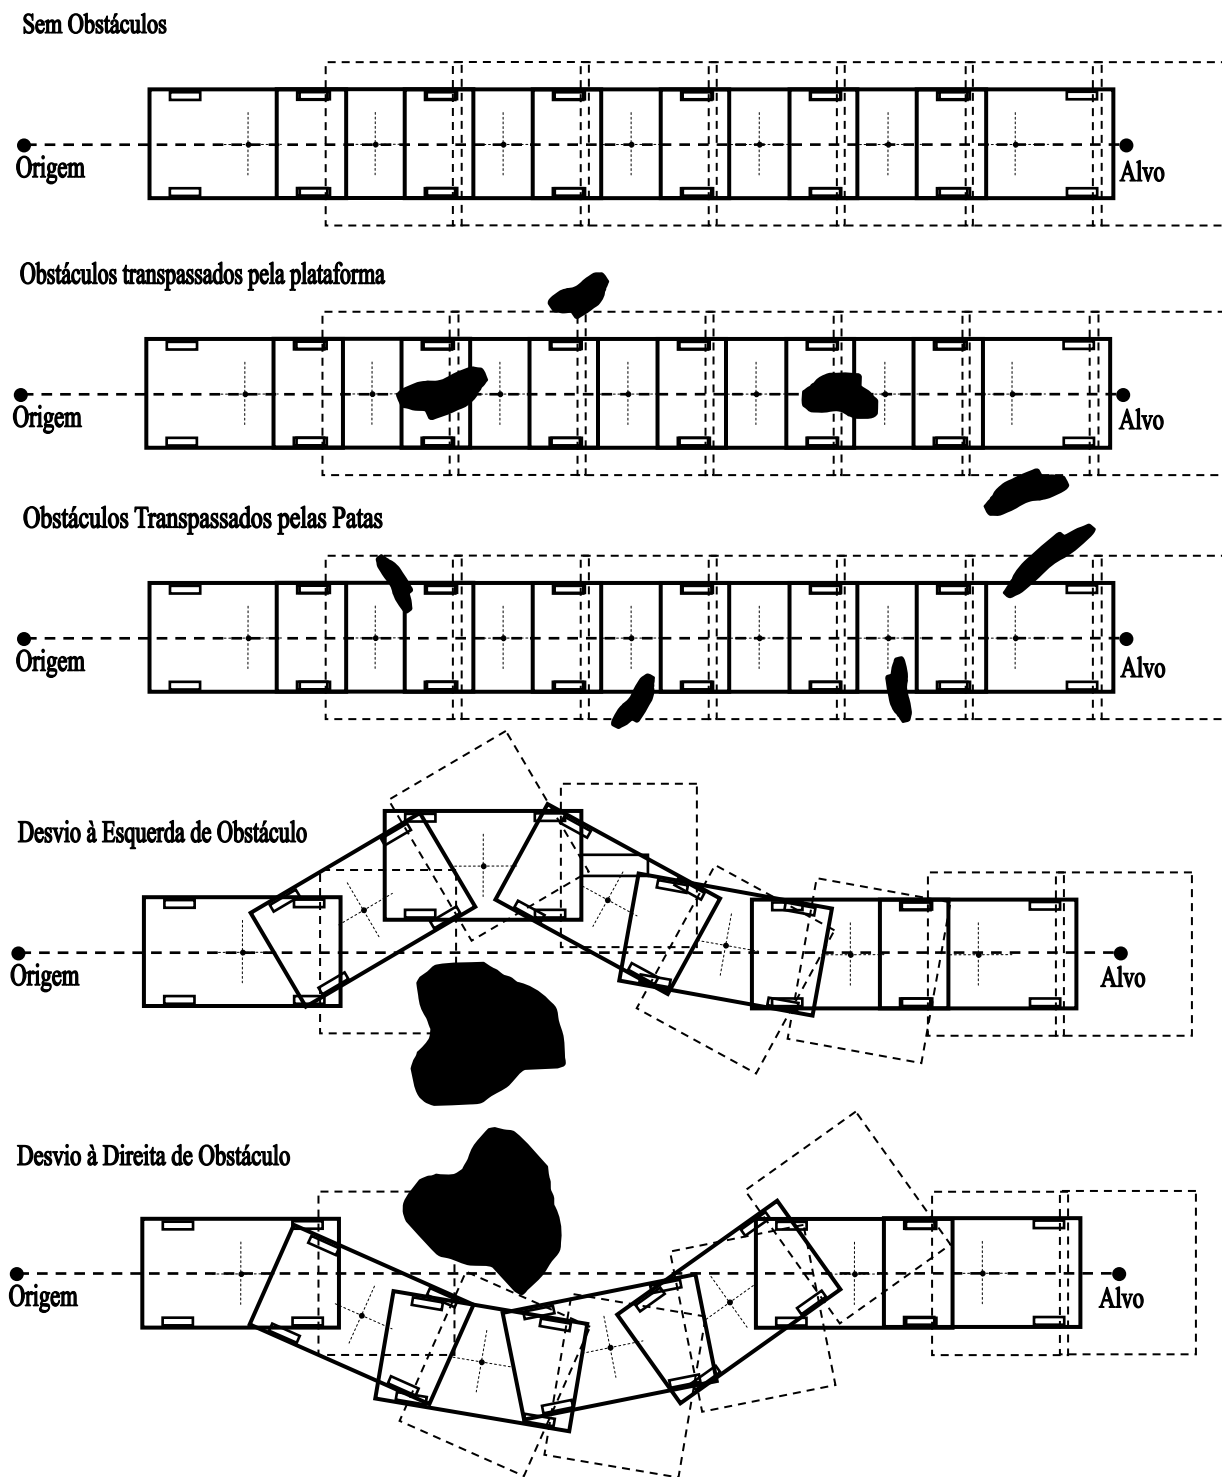 Sem Obstáculos
Origem
Alvo
Obstáculos transpassados pela plataforma
Origem
Alvo
Obstáculos Transpassados pelas Patas
Origem
Alvo
Desvio à Esquerda de Obstáculo
Origem
Alvo
Desvio à Direita de Obstáculo
Origem
Alvo